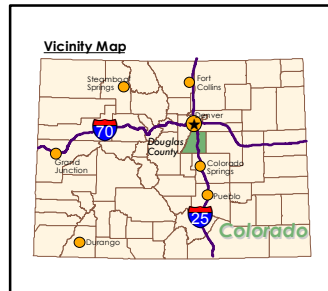 Vicinity Map
Steamboat
Springs
Fort
Collins
Denver
70
Douglas
County
Grand
Junction
Colorado
Springs
Pueblo
25
Colorado
Durango